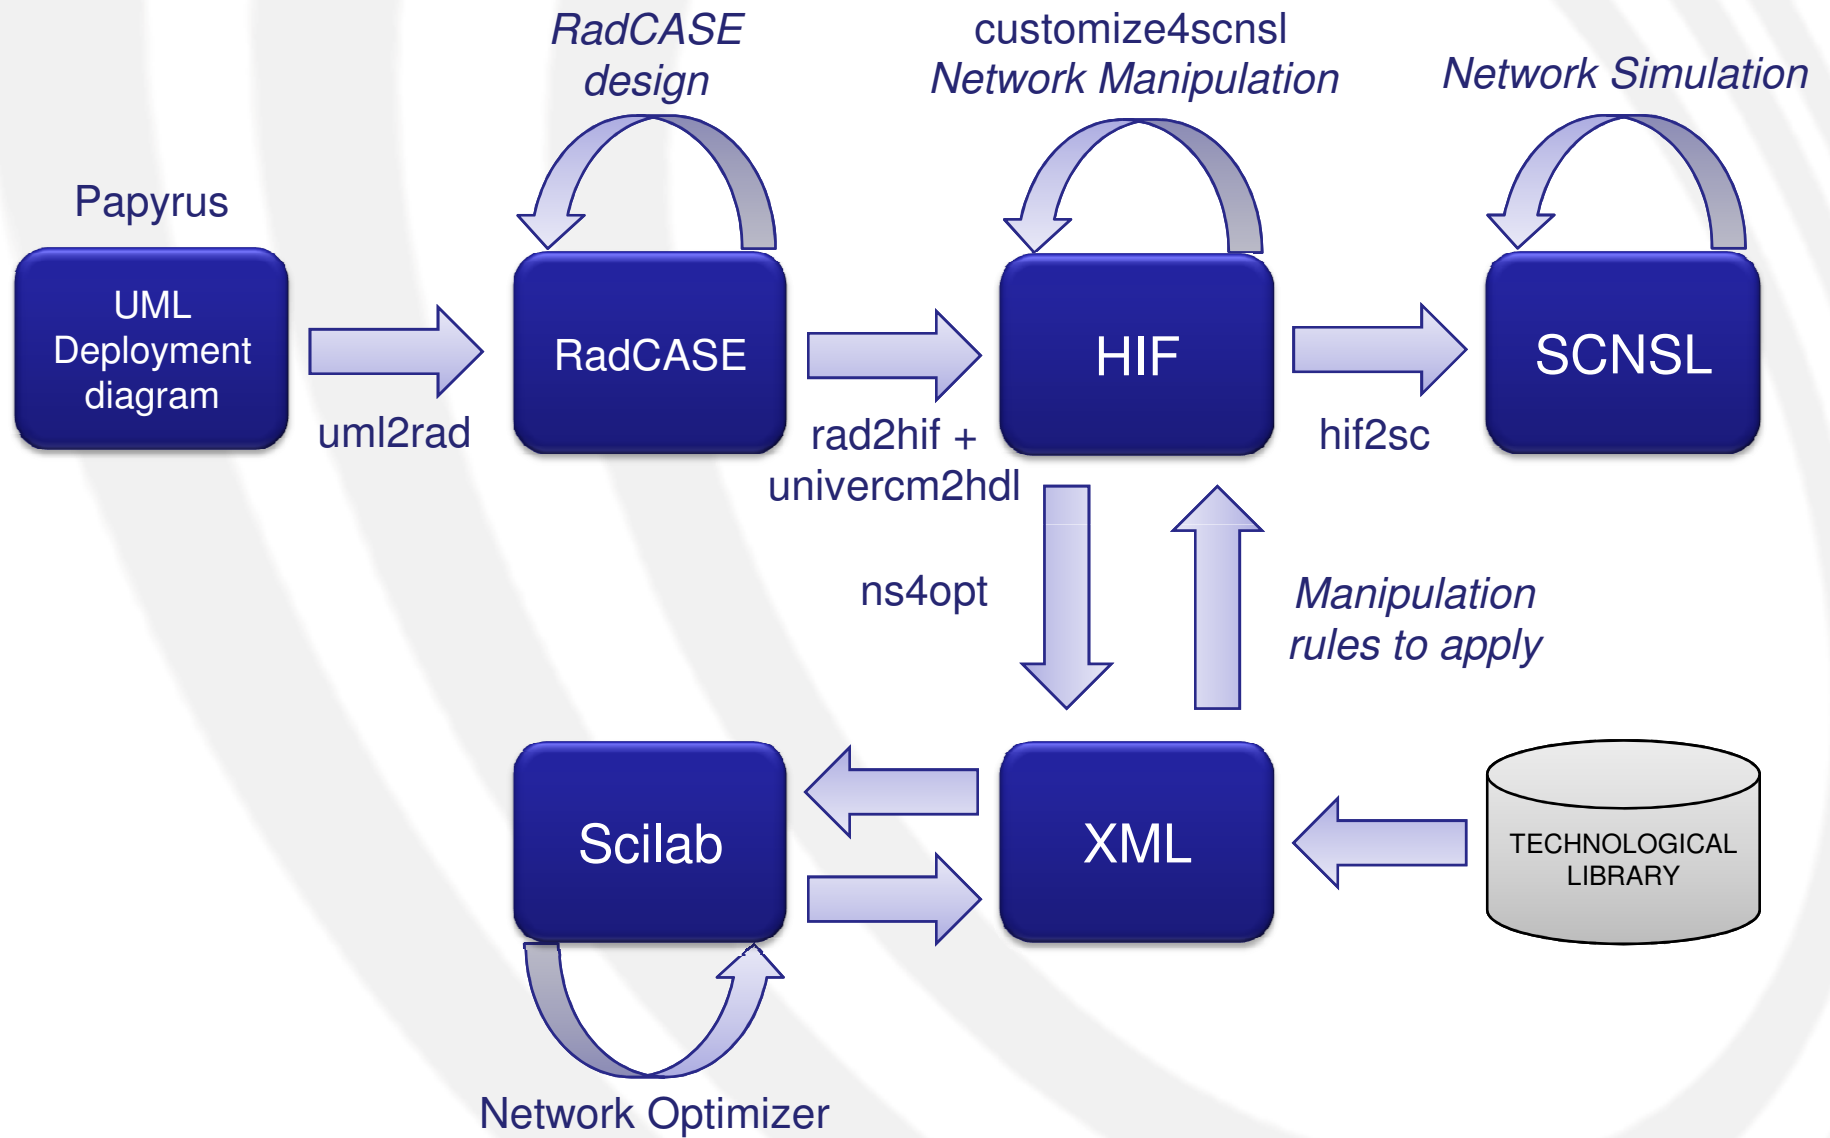 RadCASE
design
customize4scnsl
Network Manipulation
Network Simulation
Papyrus
UML
Deployment
diagram
uml2rad
RadCASE
rad2hif +
univercm2hdl
HIF
hif2sc
SCNSL
ns4opt
Manipulation
rules to apply
Scilab
XML
TECHNOLOGICAL
LIBRARY
Network Optimizer